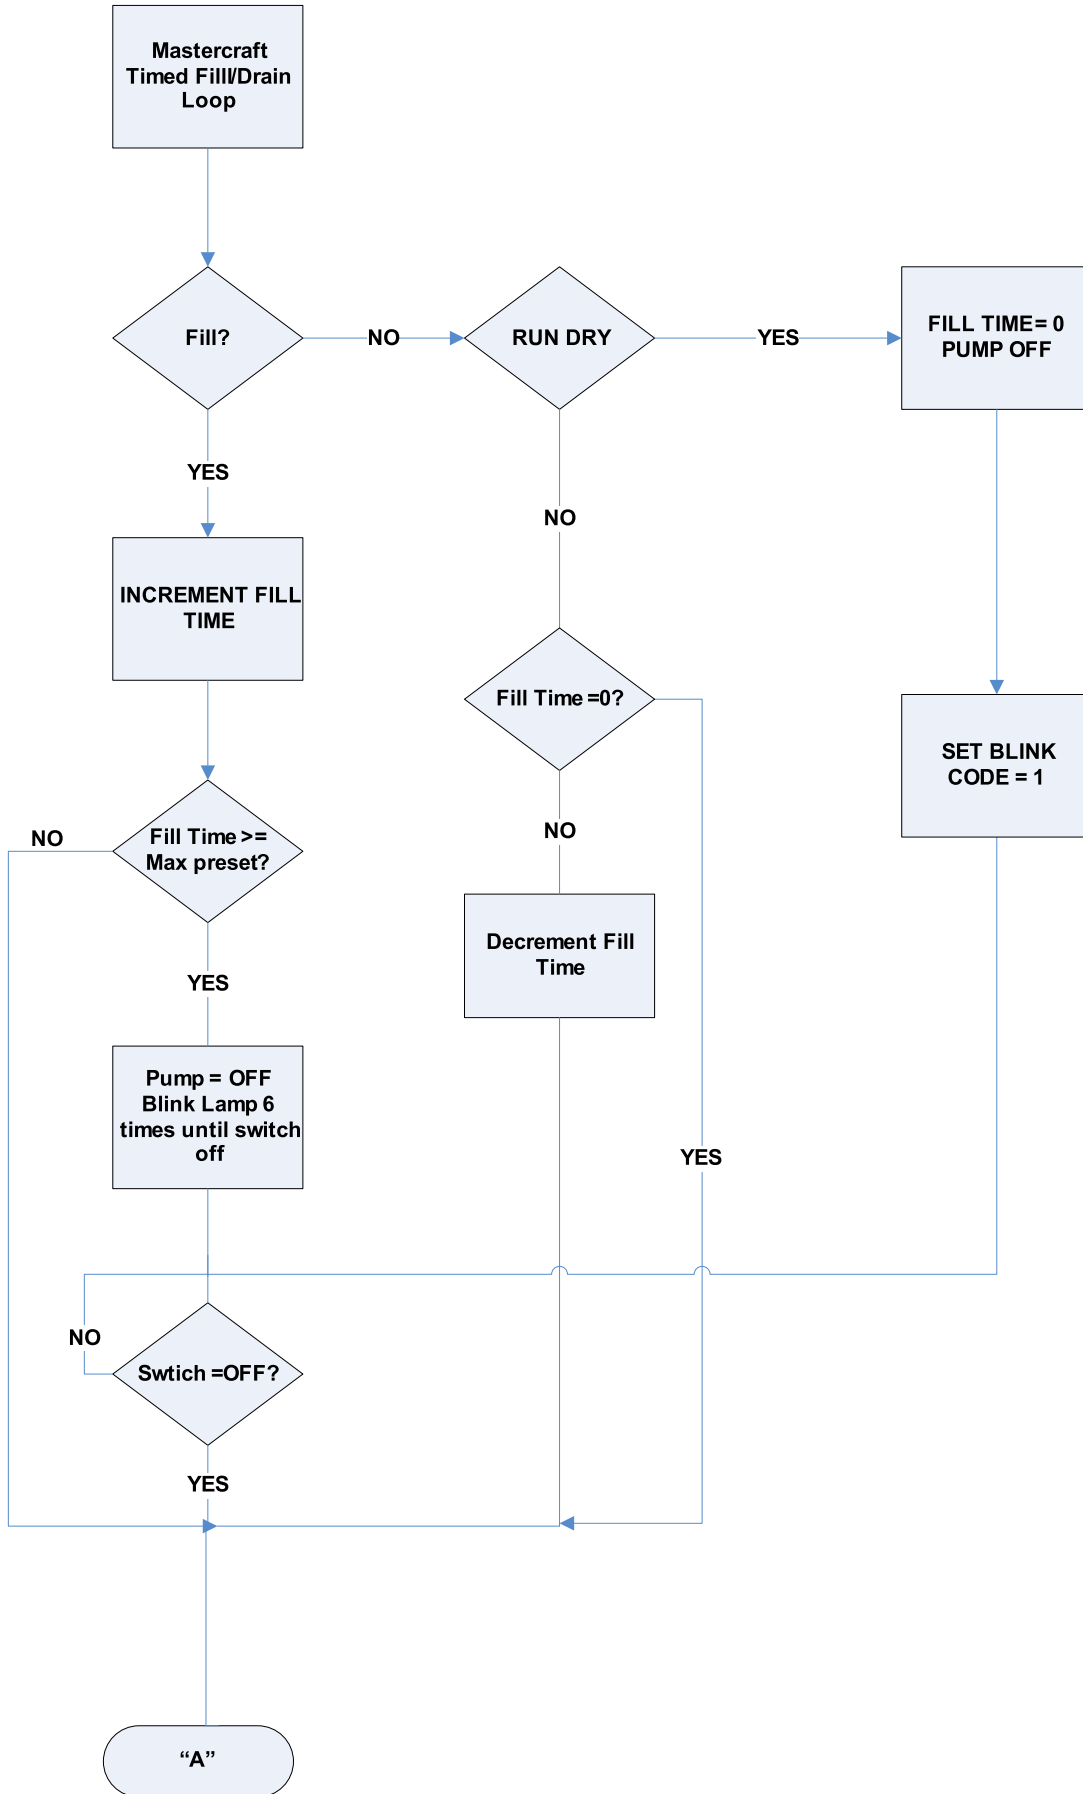 Mastercraft
Timed Filll/Drain
Loop
Fill?
NO
RUN DRY
YES
FILL TIME= 0
PUMP OFF
YES
NO
INCREMENT FILL
TIME
Fill Time =0?
SET BLINK
CODE = 1
NO
Fill Time >=
Max preset?
NO
Decrement Fill
Time
YES
Pump = OFF
Blink Lamp 6
times until switch
off
YES
NO
Swtich =OFF?
YES
“A”